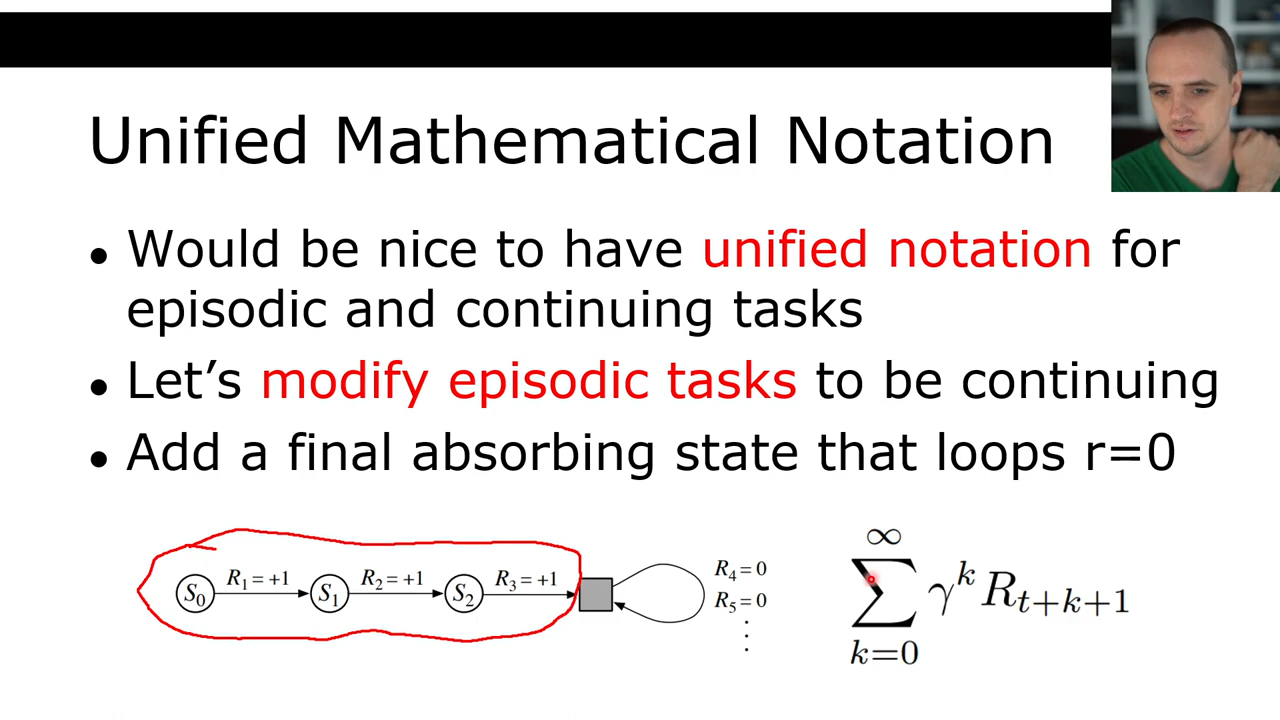 Unified Mathematical Notation
● Would be nice to have unified notation for
episodic and continuing tasks
● Let’s modify episodic tasks to be continuing
● Add a final absorbing state that loops r=0
S₀ R₁ = +1 S₁ R₂ = +1 S₂ R₃ = +1
R₄ = 0
R₅ = 0
⋮
∞
∑ γᵏ Rₜ₊ₖ₊₁
k=0